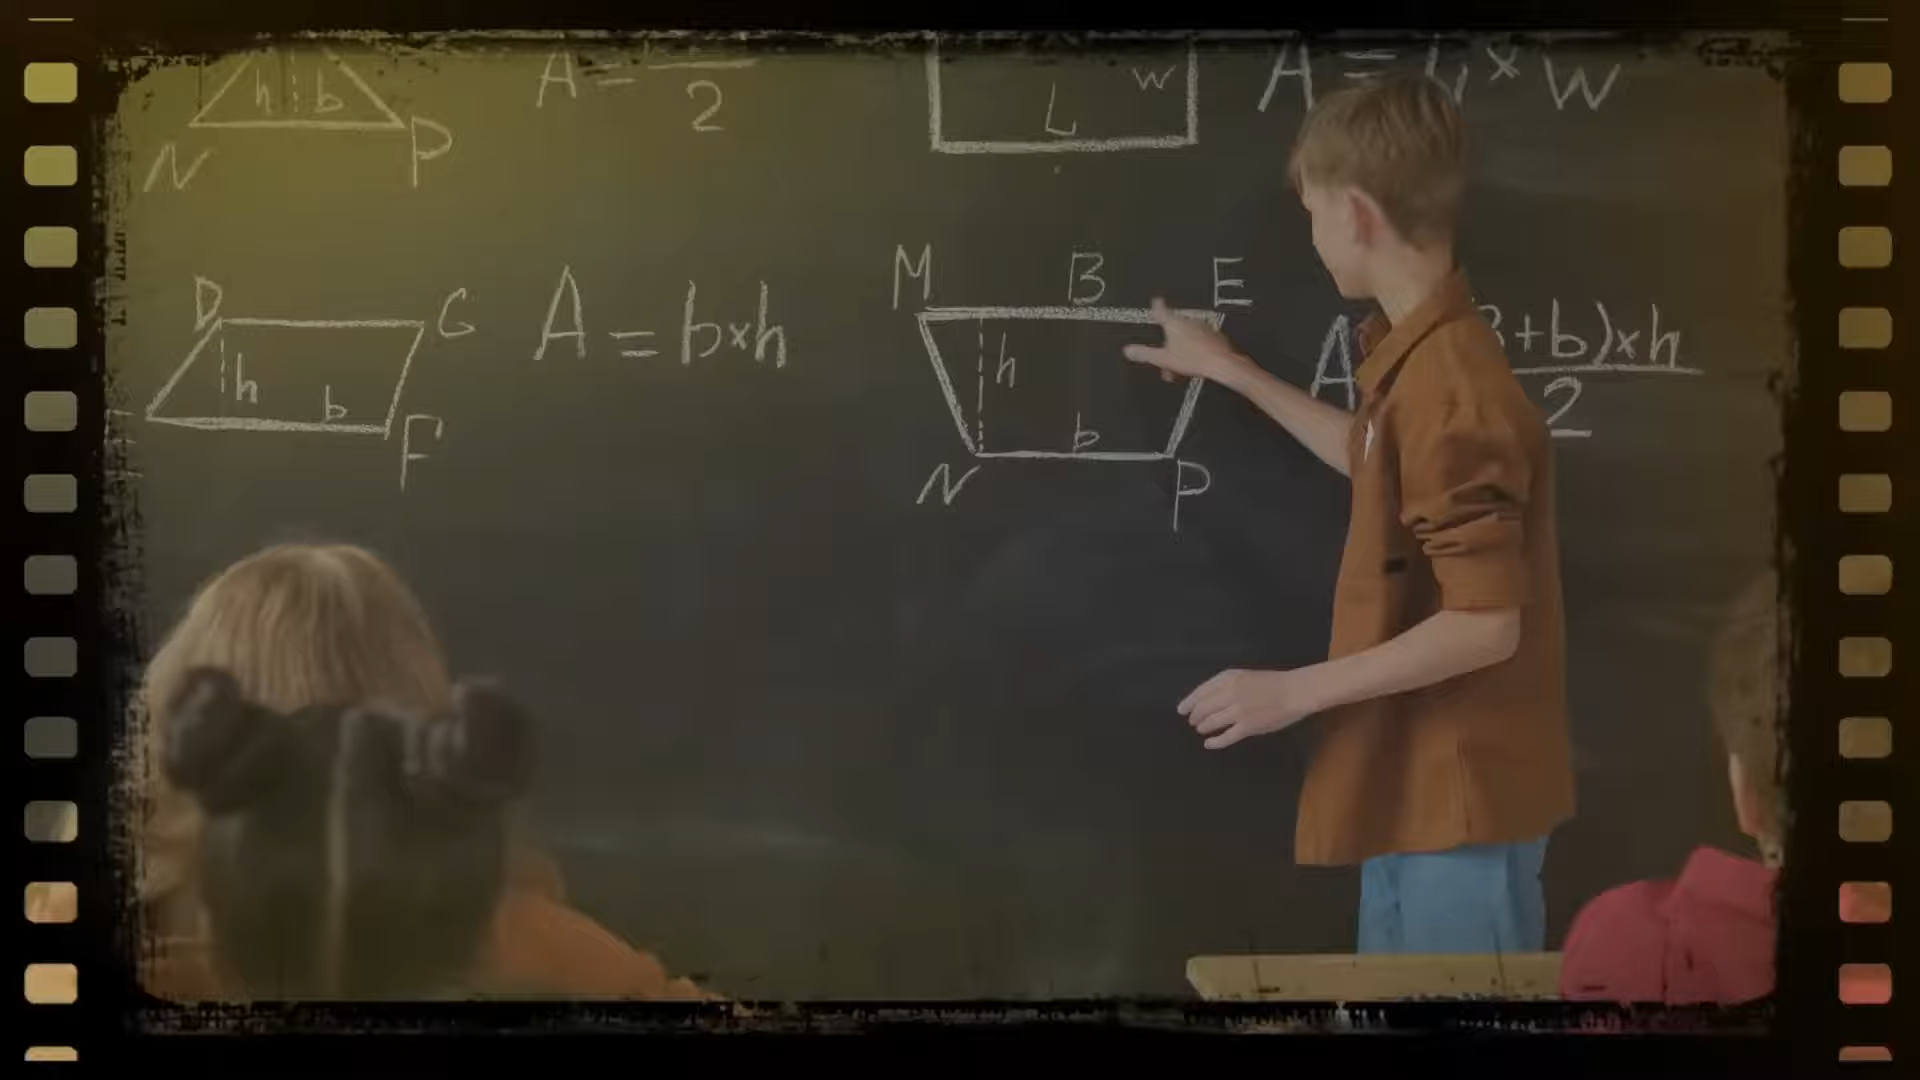 h b
N P
A = 2
L W
A = L × W
D G
h b
F
A = b×h
M B E
h
b
N P
A
+b)×h
2